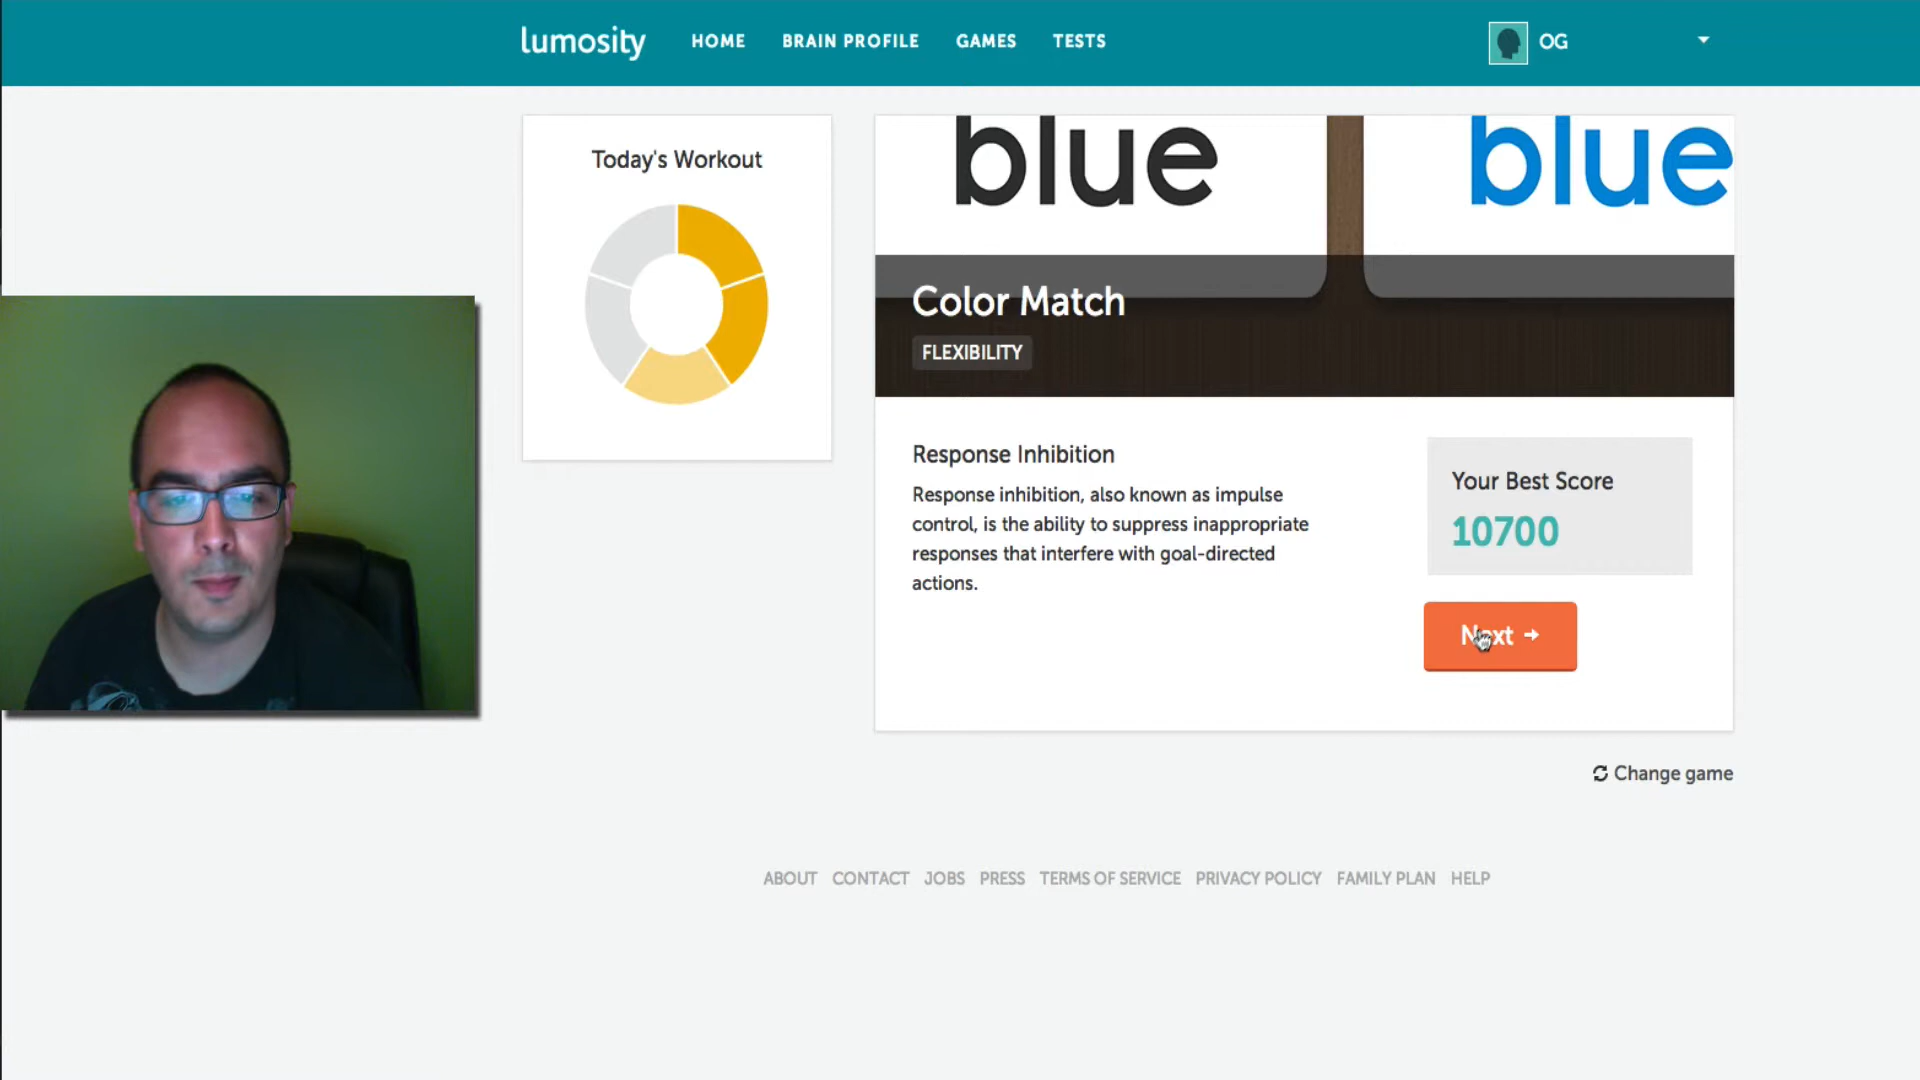 lumosity HOME BRAIN PROFILE GAMES TESTS OG
Today's Workout
blue blue
Color Match
FLEXIBILITY
Response Inhibition
Response inhibition, also known as impulse
control, is the ability to suppress inappropriate
responses that interfere with goal-directed
actions.
Your Best Score
10700
Next
Change game
ABOUT CONTACT JOBS PRESS TERMS OF SERVICE PRIVACY POLICY FAMILY PLAN HELP